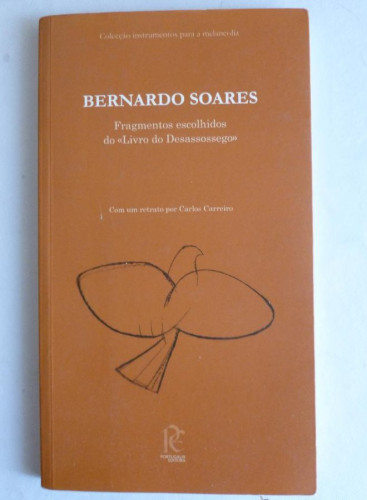 Colecção instrumentos para a melancolia
BERNARDO SOARES
Fragmentos escolhidos
do «Livro do Desassossego»
Com um retrato por Carlos Carreiro